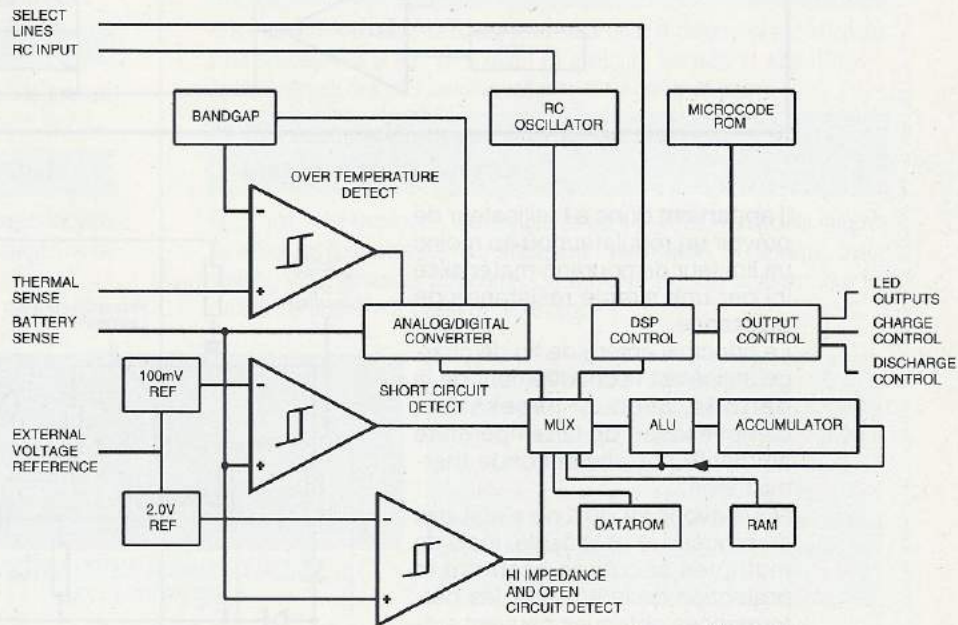 SELECT
LINES
RC INPUT
BANDGAP
RC
OSCILLATOR
MICROCODE
ROM
OVER TEMPERATURE
DETECT
-
+
THERMAL
SENSE
BATTERY
SENSE
ANALOG/DIGITAL
CONVERTER
DSP
CONTROL
OUTPUT
CONTROL
LED
CUTPUTS
CHARGE
CONTROL
DISCHARGE
CONTROL
100mV
REF
SHORT CIRCUIT
DETECT
-
+
MUX
ALU
ACCUMULATOR
EXTERNAL
VOLTAGE
REFERENCE
2.0V
REF
-
+
DATAROM
RAM
HI IMPEDANCE
AND OPEN
CIRCUIT DETECT